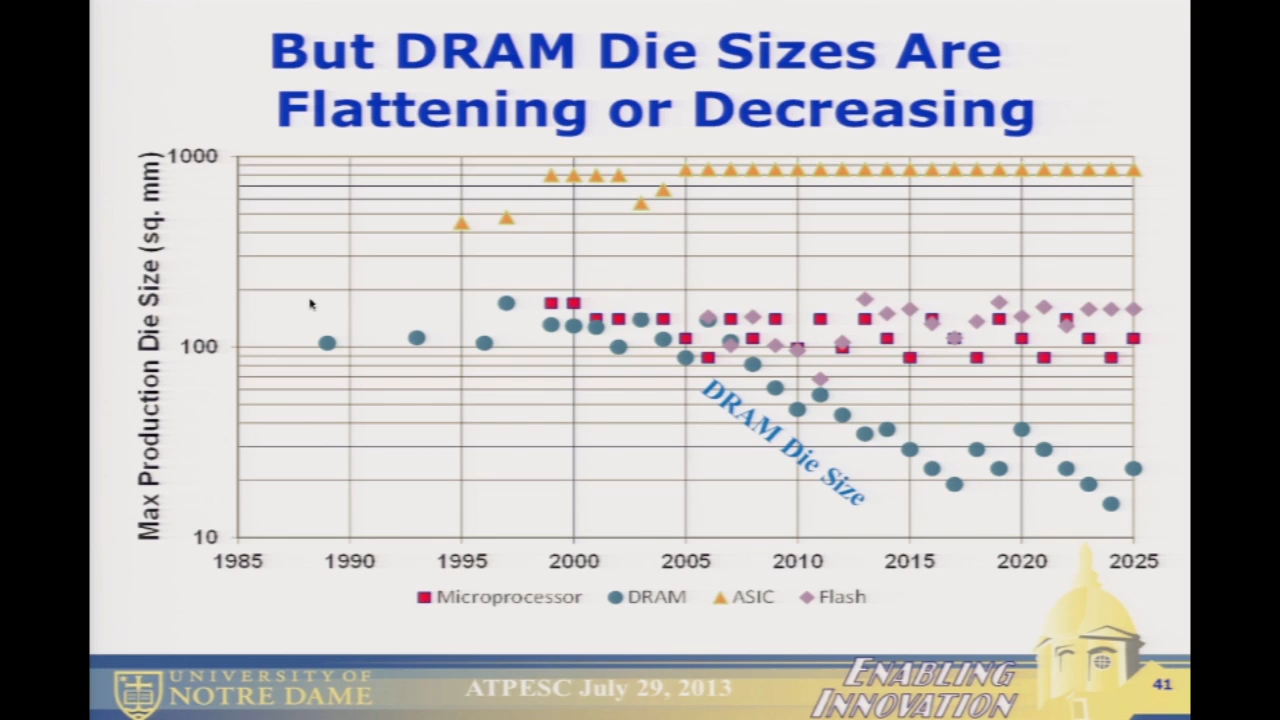 But DRAM Die Sizes Are
Flattening or Decreasing
Max Production Die Size (sq. mm)
1000
100
10
DRAM Die Size
1985 1990 1995 2000 2005 2010 2015 2020 2025
Microprocessor DRAM ASIC Flash
UNIVERSITY OF
NOTRE DAME
ATPESC July 29, 2013
ENABLING
INNOVATION
41